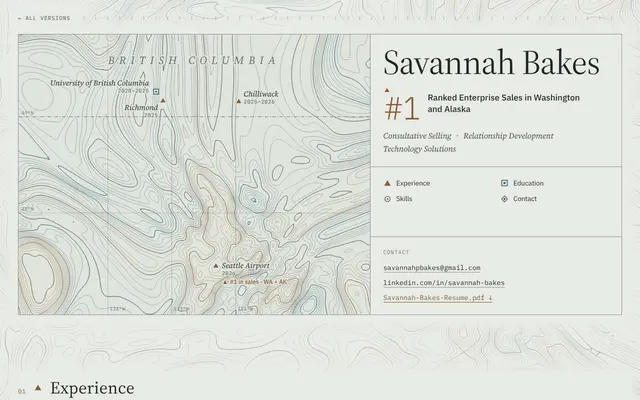 ← ALL VERSIONS
BRITISH COLUMBIA
University of British Columbia
2020–2025
Richmond
2025
Chilliwack
2025–2026
49°N
Seattle Airport
2026
#1 in sales · WA + AK
Savannah Bakes
#1
Ranked Enterprise Sales in Washington
and Alaska
Consultative Selling · Relationship Development
Technology Solutions
Experience
Education
Skills
Contact
CONTACT
savannahpbakes@gmail.com
linkedin.com/in/savannah-bakes
Savannah-Bakes-Resume.pdf ↓
01
Experience